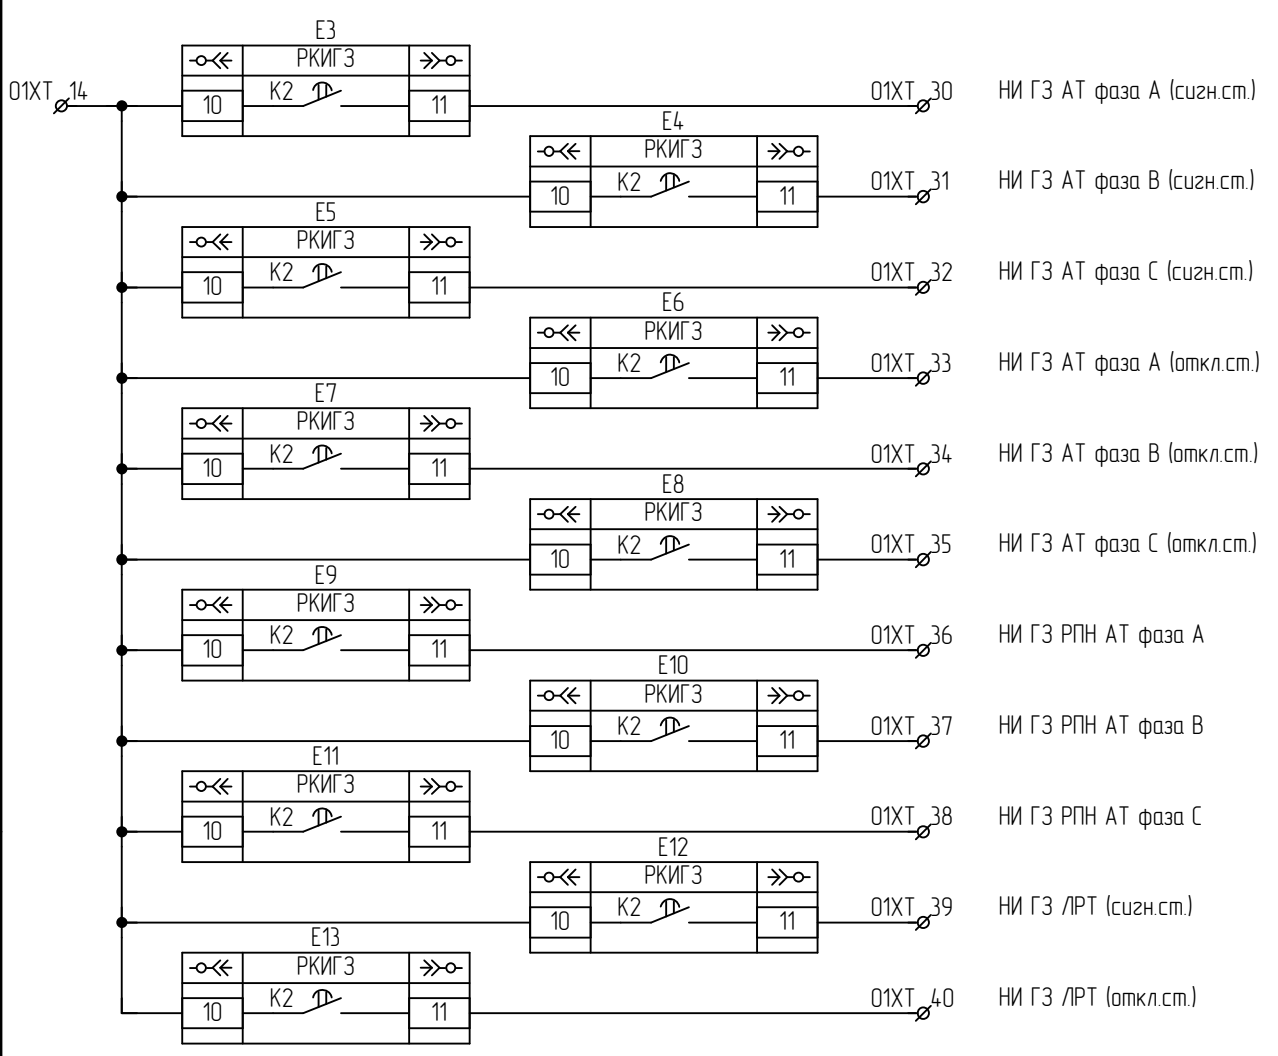 E3
РКИГЗ
01XT 14
10 K2 11
01XT 30 НИ ГЗ АТ фаза А (сигн.ст.)
E4
РКИГЗ
10 K2 11
01XT 31 НИ ГЗ АТ фаза В (сигн.ст.)
E5
РКИГЗ
10 K2 11
01XT 32 НИ ГЗ АТ фаза С (сигн.ст.)
E6
РКИГЗ
10 K2 11
01XT 33 НИ ГЗ АТ фаза А (откл.ст.)
E7
РКИГЗ
10 K2 11
01XT 34 НИ ГЗ АТ фаза В (откл.ст.)
E8
РКИГЗ
10 K2 11
01XT 35 НИ ГЗ АТ фаза С (откл.ст.)
E9
РКИГЗ
10 K2 11
01XT 36 НИ ГЗ РПН АТ фаза А
E10
РКИГЗ
10 K2 11
01XT 37 НИ ГЗ РПН АТ фаза В
E11
РКИГЗ
10 K2 11
01XT 38 НИ ГЗ РПН АТ фаза С
E12
РКИГЗ
10 K2 11
01XT 39 НИ ГЗ ЛРТ (сигн.ст.)
E13
РКИГЗ
10 K2 11
01XT 40 НИ ГЗ ЛРТ (откл.ст.)